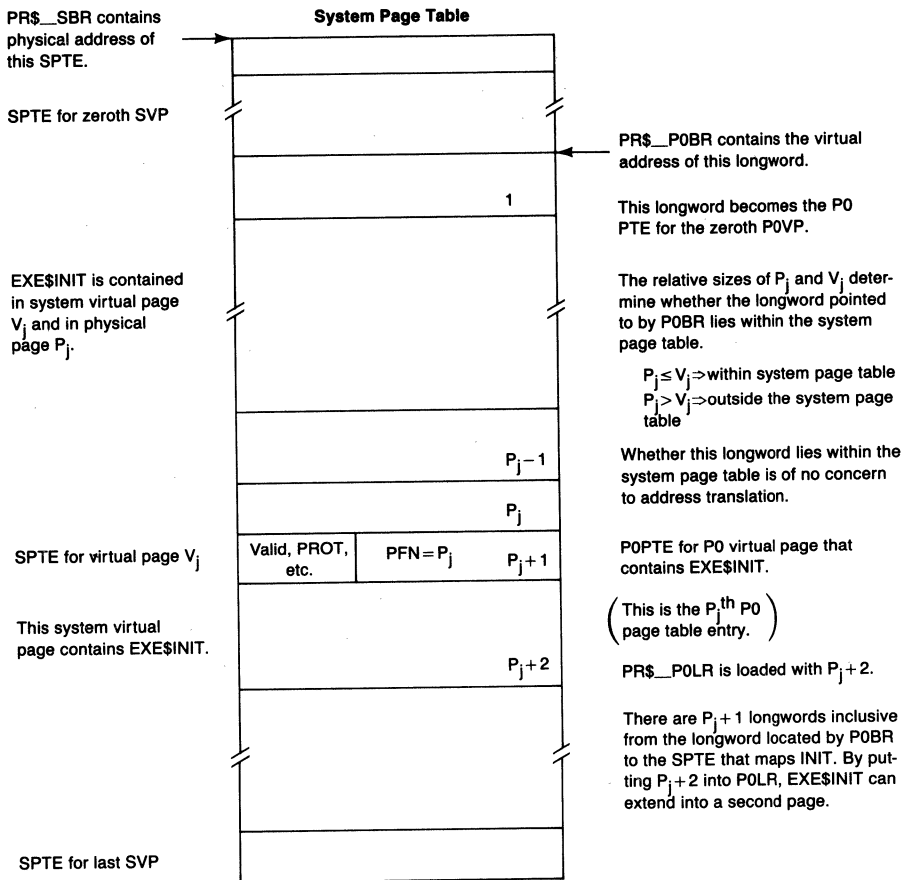 System Page Table
PR$__SBR contains
physical address of
this SPTE.
SPTE for zeroth SVP
PR$__P0BR contains the virtual
address of this longword.
1
This longword becomes the P0
PTE for the zeroth P0VP.
EXE$INIT is contained
in system virtual page
Vj and in physical
page Pj.
The relative sizes of Pj and Vj deter-
mine whether the longword pointed
to by P0BR lies within the system
page table.
Pj ≤ Vj ⇒ within system page table
Pj > Vj ⇒ outside the system page
table
Pj−1
Whether this longword lies within the
system page table is of no concern
to address translation.
Pj
SPTE for virtual page Vj
Valid, PROT,
etc.
PFN=Pj
Pj+1
P0PTE for P0 virtual page that
contains EXE$INIT.
(This is the Pjth P0
page table entry.)
This system virtual
page contains EXE$INIT.
Pj+2
PR$__P0LR is loaded with Pj+2.
There are Pj+1 longwords inclusive
from the longword located by P0BR
to the SPTE that maps INIT. By put-
ting Pj+2 into P0LR, EXE$INIT can
extend into a second page.
SPTE for last SVP